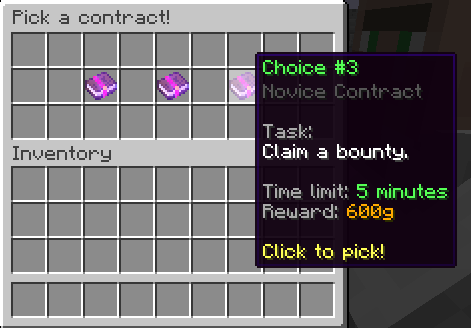 Pick a contract!
Choice #3
Novice Contract
Task:
Claim a bounty.
Inventory
Time limit: 5 minutes
Reward: 600g
Click to pick!